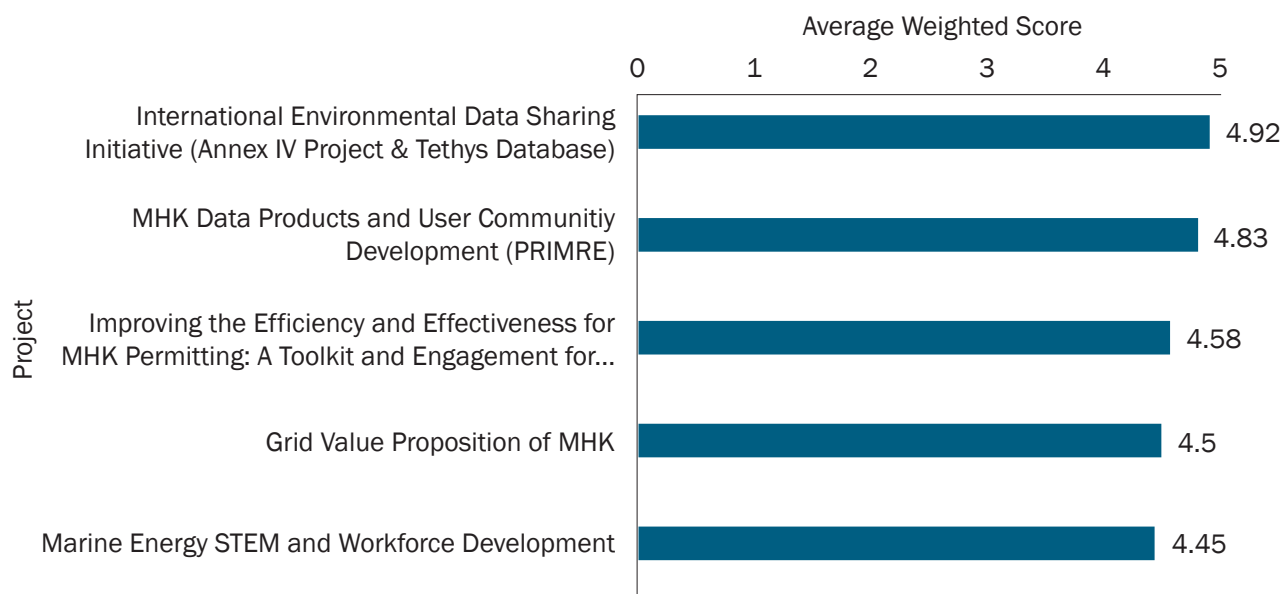 Average Weighted Score
0 1 2 3 4 5
International Environmental Data Sharing
Initiative (Annex IV Project & Tethys Database)
4.92
MHK Data Products and User Communitiy
Development (PRIMRE)
4.83
Project
Improving the Efficiency and Effectiveness for
MHK Permitting: A Toolkit and Engagement for...
4.58
Grid Value Proposition of MHK
4.5
Marine Energy STEM and Workforce Development
4.45